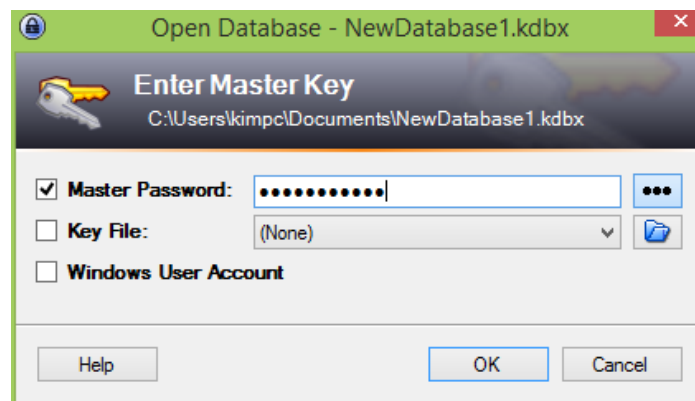 Open Database - NewDatabase1.kdbx
Enter Master Key
C:\Users\kimpc\Documents\NewDatabase1.kdbx
Master Password: •••••••••••
Key File: (None)
Windows User Account
Help OK Cancel